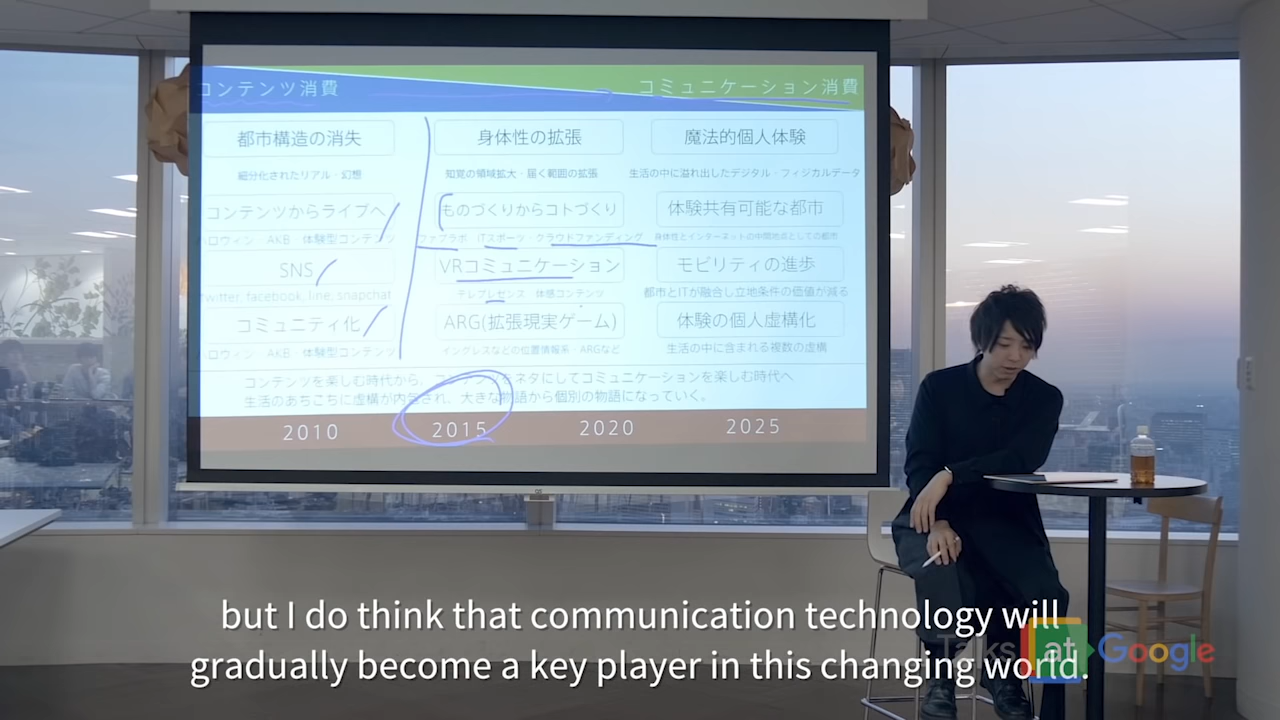 コンテンツ消費
コミュニケーション消費
都市構造の消失
身体性の拡張
魔法的個人体験
細分化されたリアル・幻想
知覚の領域拡大・届く範囲の拡張
生活の中に溢れ出したデジタル・フィジカルデータ
コンテンツからライブへ
ものづくりからコトづくり
体験共有可能な都市
ハロウィン・AKB・体験型コンテンツ
ファブラボ ITスポーツ クラウドファンディング
身体性とインターネットの中間地点としての都市
SNS
VRコミュニケーション
モビリティの進歩
twitter, facebook, line, snapchat
テレプレゼンス 体感コンテンツ
都市とITが融合し立地条件の価値が減る
コミュニティ化
ARG(拡張現実ゲーム)
体験の個人虚構化
ハロウィン・AKB・体験型コンテンツ
イングレスなどの位置情報系・ARGなど
生活の中に含まれる複数の虚構
コンテンツを楽しむ時代から、コンテンツをネタにしてコミュニケーションを楽しむ時代へ
生活のあちこちに虚構が内包され、大きな物語から個別の物語になっていく。
2010
2015
2020
2025
but I do think that communication technology will
gradually become a key player in this changing world.
Talks at Google